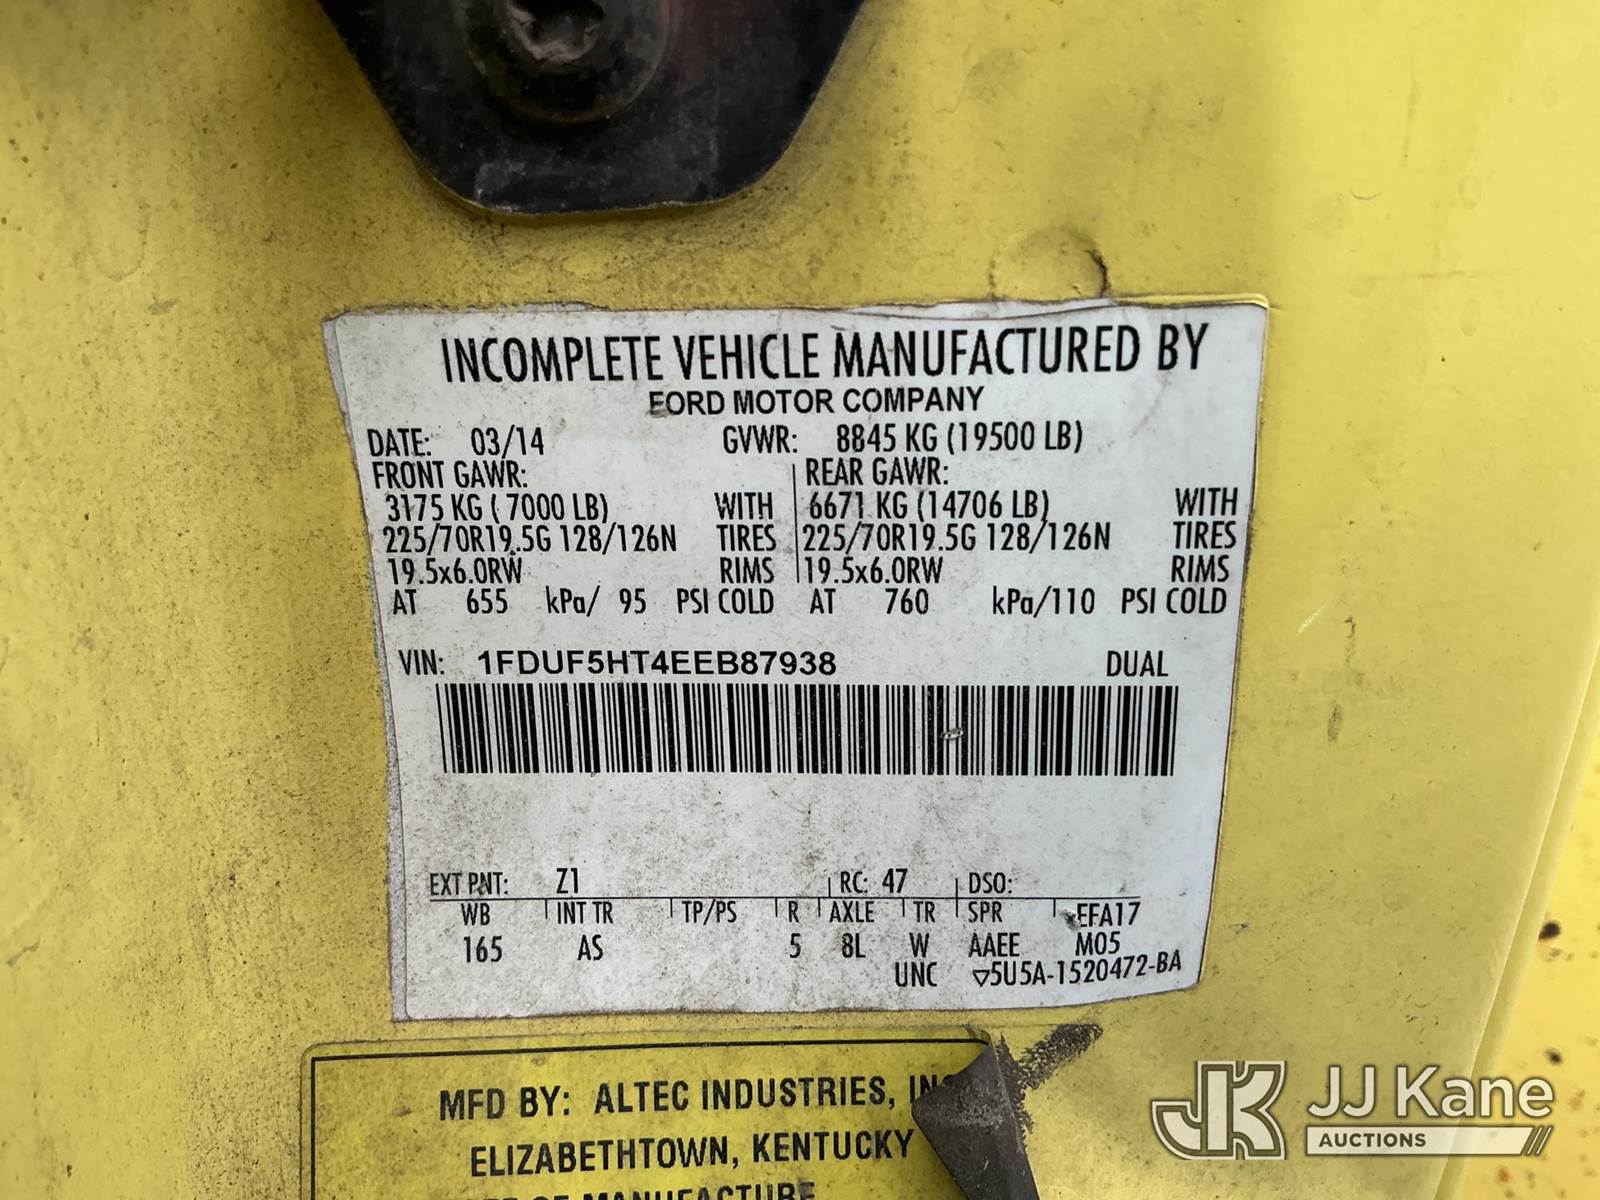 INCOMPLETE VEHICLE MANUFACTURED BY
FORD MOTOR COMPANY
DATE: 03/14 GVWR: 8845 KG (19500 LB)
FRONT GAWR: REAR GAWR:
3175 KG ( 7000 LB) WITH 6671 KG (14706 LB) WITH
225/70R19.5G 128/126N TIRES 225/70R19.5G 128/126N TIRES
19.5x6.0RW RIMS 19.5x6.0RW RIMS
AT 655 kPa/ 95 PSI COLD AT 760 kPa/110 PSI COLD
VIN: 1FDUF5HT4EEB87938 DUAL
EXT PNT: Z1 RC: 47 DSO:
WB INT TR TP/PS R AXLE TR SPR EFA17
165 AS 5 8L W AAEE M05
UNC ▽5U5A-1520472-BA
MFD BY: ALTEC INDUSTRIES,
ELIZABETHTOWN, KENTUCKY
OF MANUFACTURE
JK JJ Kane
AUCTIONS